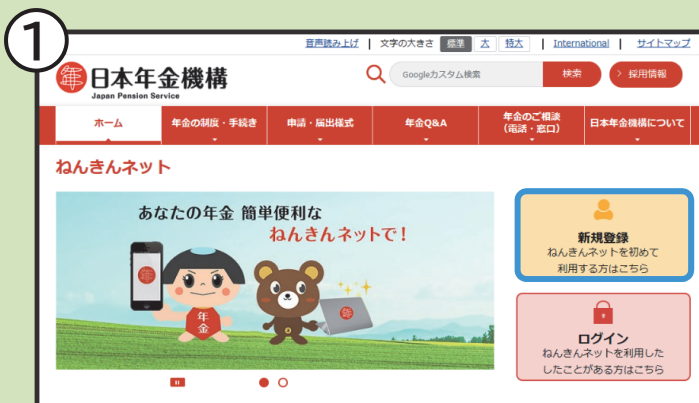 ①
音声読み上げ | 文字の大きさ 標準 大 特大 | International | サイトマップ
年 日本年金機構
Japan Pension Service
Googleカスタム検索 検索 > 採用情報
ホーム 年金の制度・手続き 申請・届出様式 年金Q&A 年金のご相談 日本年金機構について
(電話・窓口)
ねんきんネット
あなたの年金 簡単便利な
ねんきんネットで!
年
年
年金
新規登録
ねんきんネットを初めて
利用する方はこちら
ログイン
ねんきんネットを利用した
したことがある方はこちら